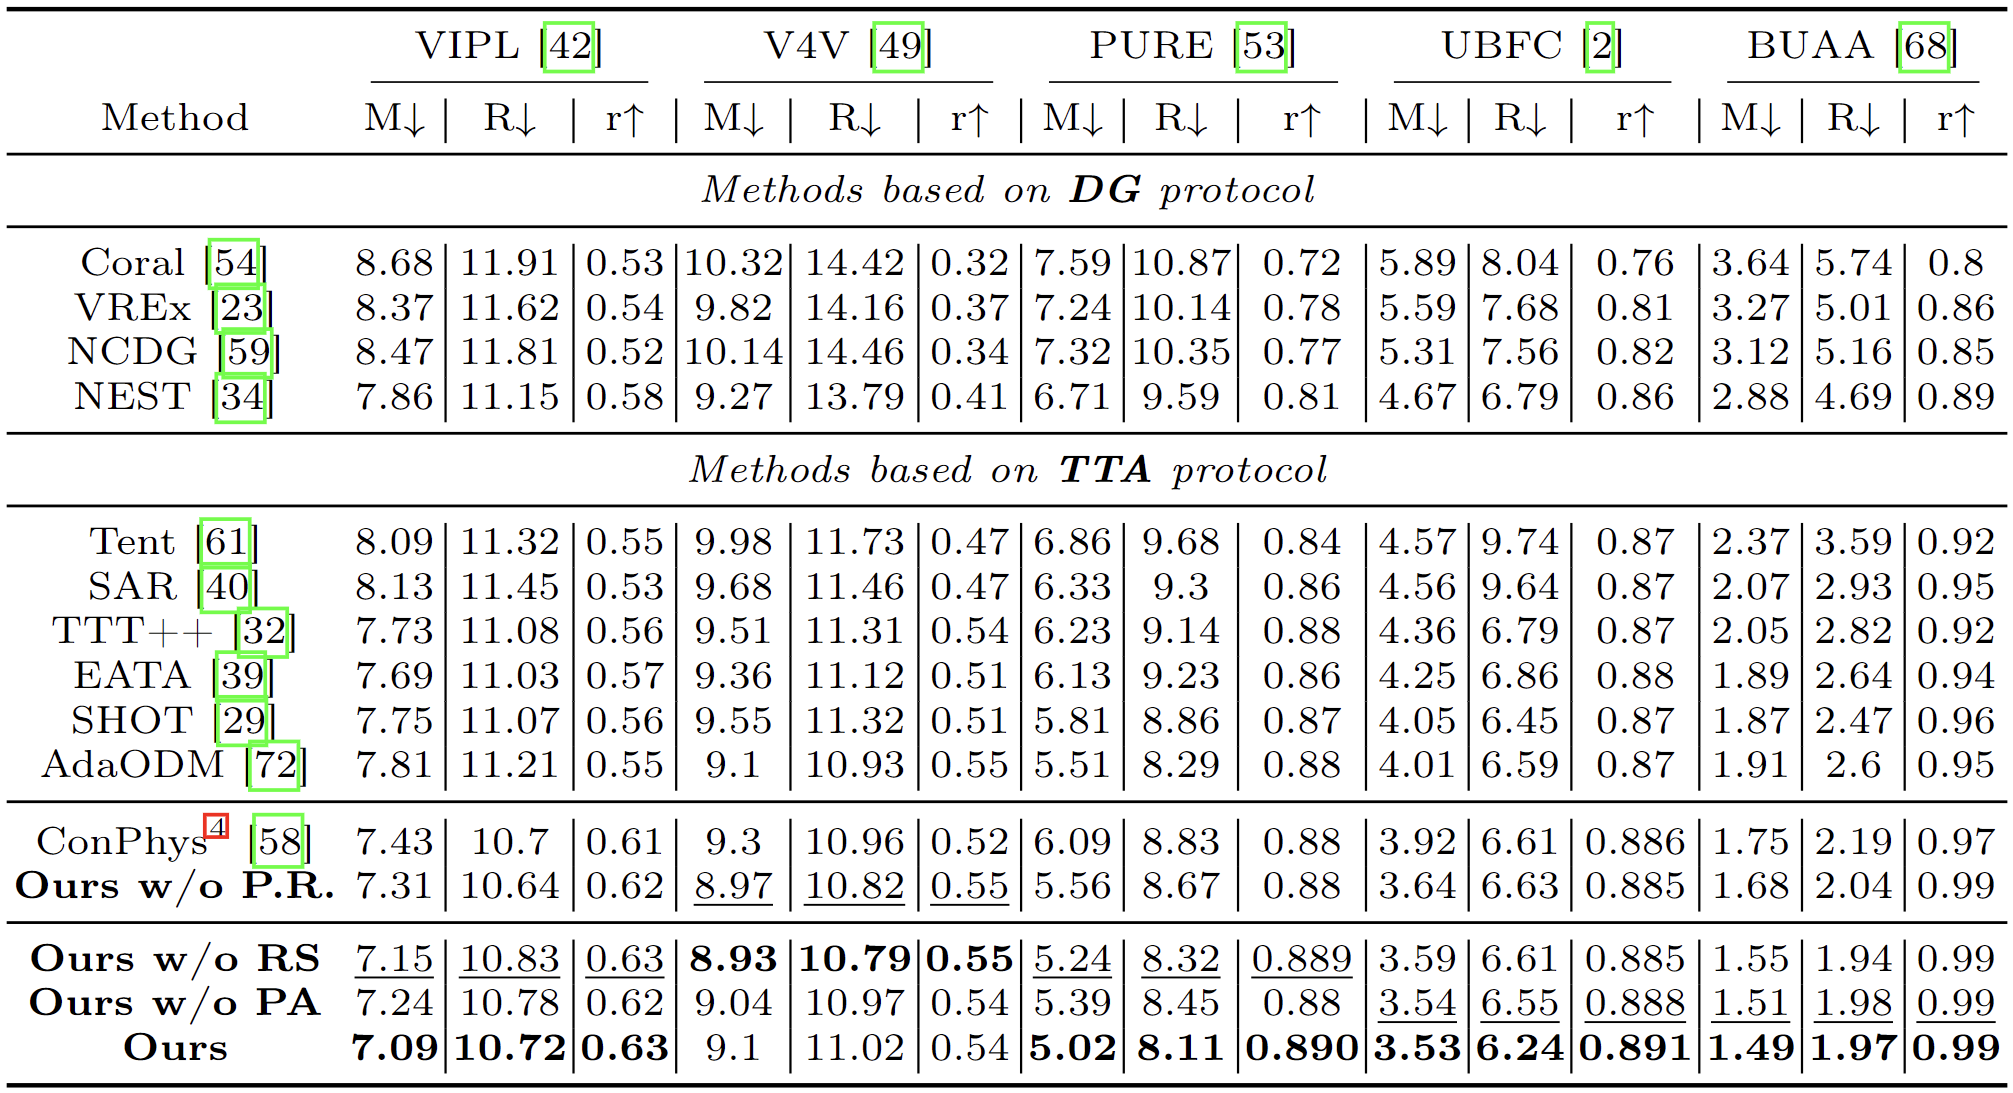 VIPL [42] V4V [49] PURE [53] UBFC [2] BUAA [68]
Method M↓ R↓ r↑ M↓ R↓ r↑ M↓ R↓ r↑ M↓ R↓ r↑ M↓ R↓ r↑
Methods based on DG protocol
Coral [54] 8.68 11.91 0.53 10.32 14.42 0.32 7.59 10.87 0.72 5.89 8.04 0.76 3.64 5.74 0.8
VREx [23] 8.37 11.62 0.54 9.82 14.16 0.37 7.24 10.14 0.78 5.59 7.68 0.81 3.27 5.01 0.86
NCDG [59] 8.47 11.81 0.52 10.14 14.46 0.34 7.32 10.35 0.77 5.31 7.56 0.82 3.12 5.16 0.85
NEST [34] 7.86 11.15 0.58 9.27 13.79 0.41 6.71 9.59 0.81 4.67 6.79 0.86 2.88 4.69 0.89
Methods based on TTA protocol
Tent [61] 8.09 11.32 0.55 9.98 11.73 0.47 6.86 9.68 0.84 4.57 9.74 0.87 2.37 3.59 0.92
SAR [40] 8.13 11.45 0.53 9.68 11.46 0.47 6.33 9.3 0.86 4.56 9.64 0.87 2.07 2.93 0.95
TTT++ [32] 7.73 11.08 0.56 9.51 11.31 0.54 6.23 9.14 0.88 4.36 6.79 0.87 2.05 2.82 0.92
EATA [39] 7.69 11.03 0.57 9.36 11.12 0.51 6.13 9.23 0.86 4.25 6.86 0.88 1.89 2.64 0.94
SHOT [29] 7.75 11.07 0.56 9.55 11.32 0.51 5.81 8.86 0.87 4.05 6.45 0.87 1.87 2.47 0.96
AdaODM [72] 7.81 11.21 0.55 9.1 10.93 0.55 5.51 8.29 0.88 4.01 6.59 0.87 1.91 2.6 0.95
ConPhys4 [58] 7.43 10.7 0.61 9.3 10.96 0.52 6.09 8.83 0.88 3.92 6.61 0.886 1.75 2.19 0.97
Ours w/o P.R. 7.31 10.64 0.62 8.97 10.82 0.55 5.56 8.67 0.88 3.64 6.63 0.885 1.68 2.04 0.99
Ours w/o RS 7.15 10.83 0.63 8.93 10.79 0.55 5.24 8.32 0.889 3.59 6.61 0.885 1.55 1.94 0.99
Ours w/o PA 7.24 10.78 0.62 9.04 10.97 0.54 5.39 8.45 0.88 3.54 6.55 0.888 1.51 1.98 0.99
Ours 7.09 10.72 0.63 9.1 11.02 0.54 5.02 8.11 0.890 3.53 6.24 0.891 1.49 1.97 0.99